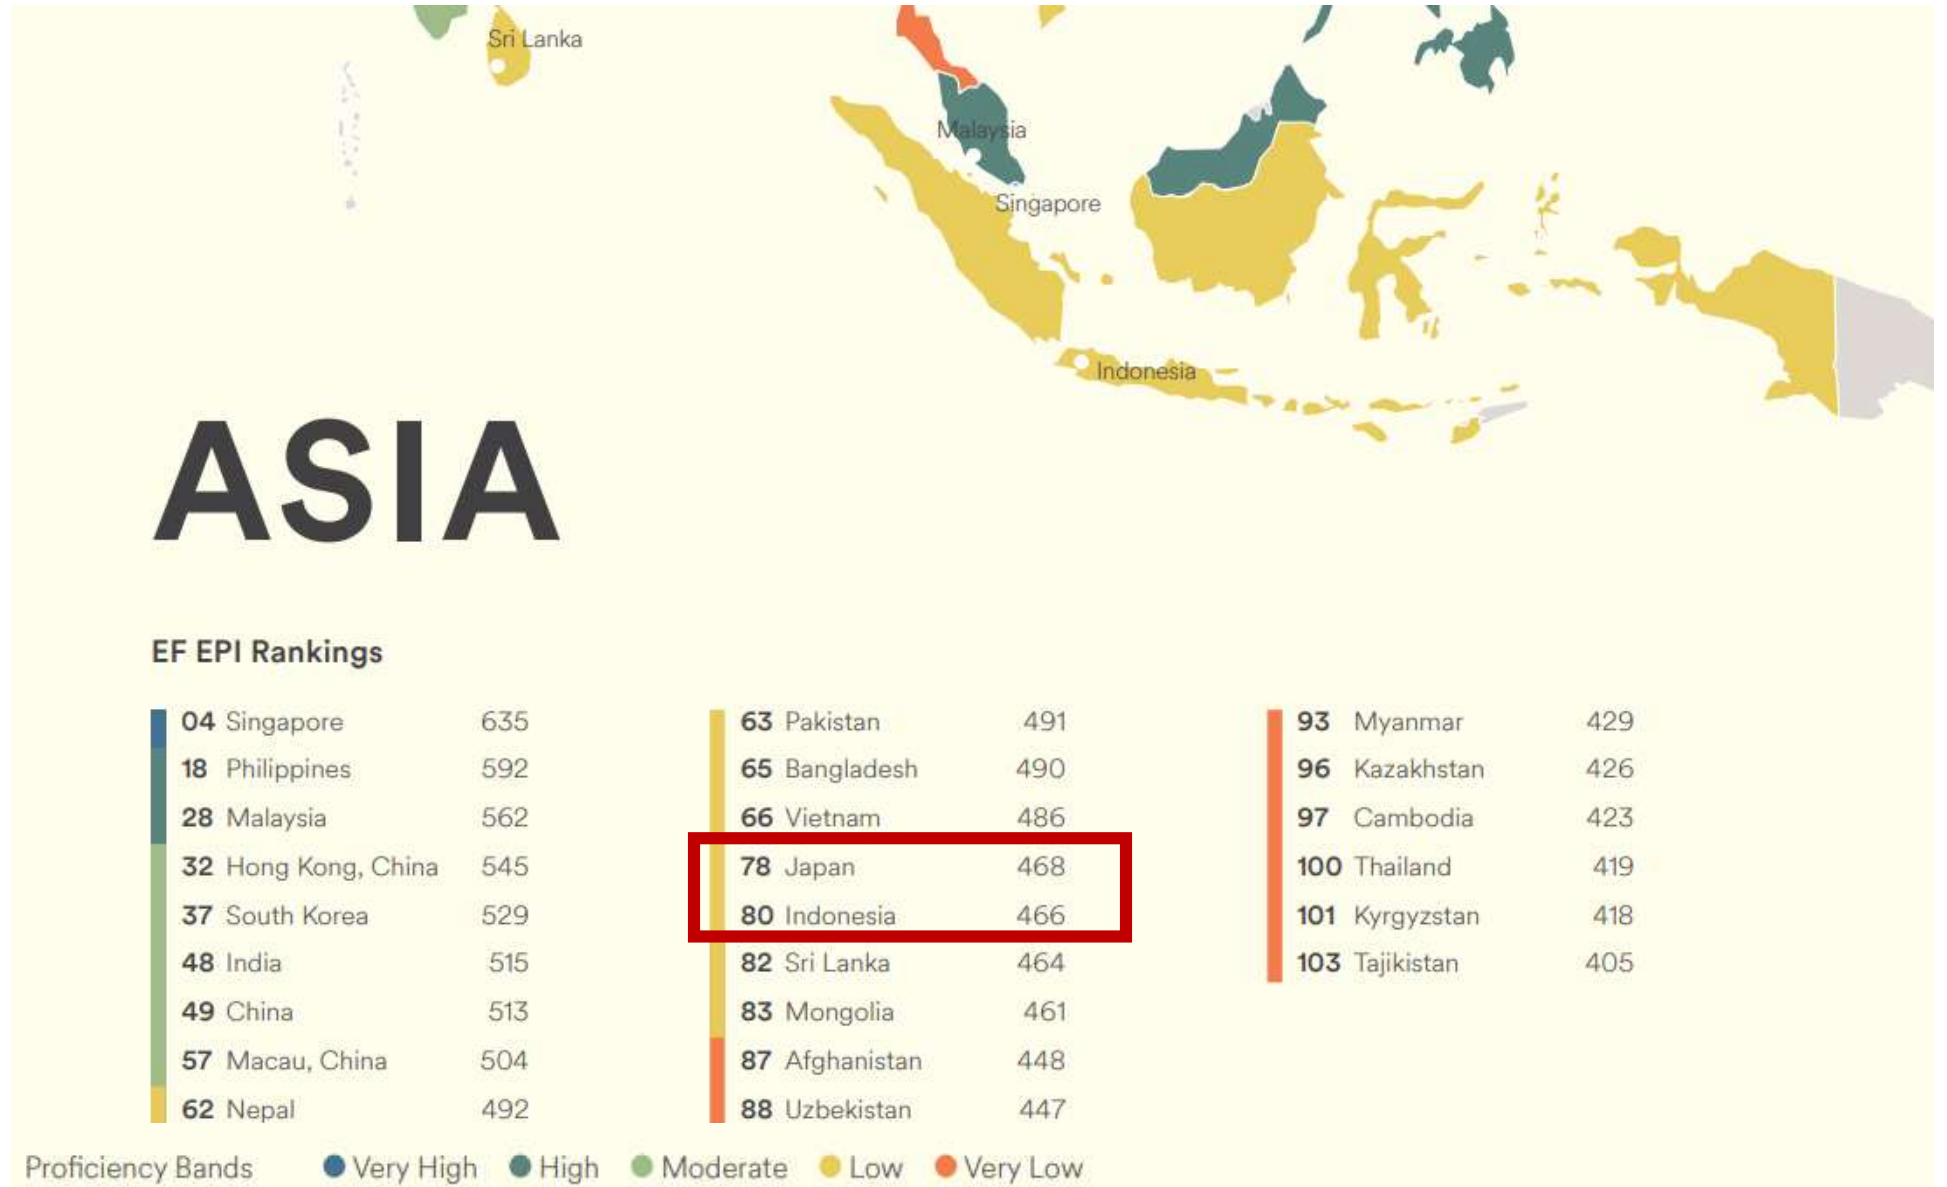 Sri Lanka
Malaysia
Singapore
Indonesia
ASIA
EF EPI Rankings
04 Singapore 635
18 Philippines 592
28 Malaysia 562
32 Hong Kong, China 545
37 South Korea 529
48 India 515
49 China 513
57 Macau, China 504
62 Nepal 492
63 Pakistan 491
65 Bangladesh 490
66 Vietnam 486
78 Japan 468
80 Indonesia 466
82 Sri Lanka 464
83 Mongolia 461
87 Afghanistan 448
88 Uzbekistan 447
93 Myanmar 429
96 Kazakhstan 426
97 Cambodia 423
100 Thailand 419
101 Kyrgyzstan 418
103 Tajikistan 405
Proficiency Bands Very High High Moderate Low Very Low